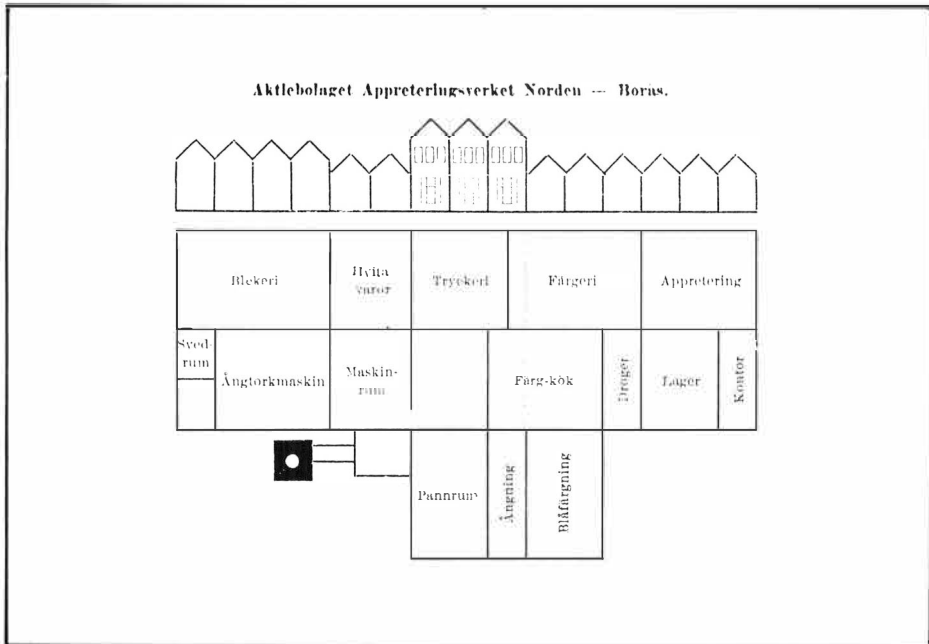 Aktiebolaget Appreteringsverket Norden — Borås.
Blekeri
Hvita
varor
Tryckeri
Färgeri
Appretering
Sved-
rum
Ångtorkmaskin
Maskin-
rum
Färg-kök
Droger
Lager
Kontor
Pannrum
Ångning
Blåfärgning